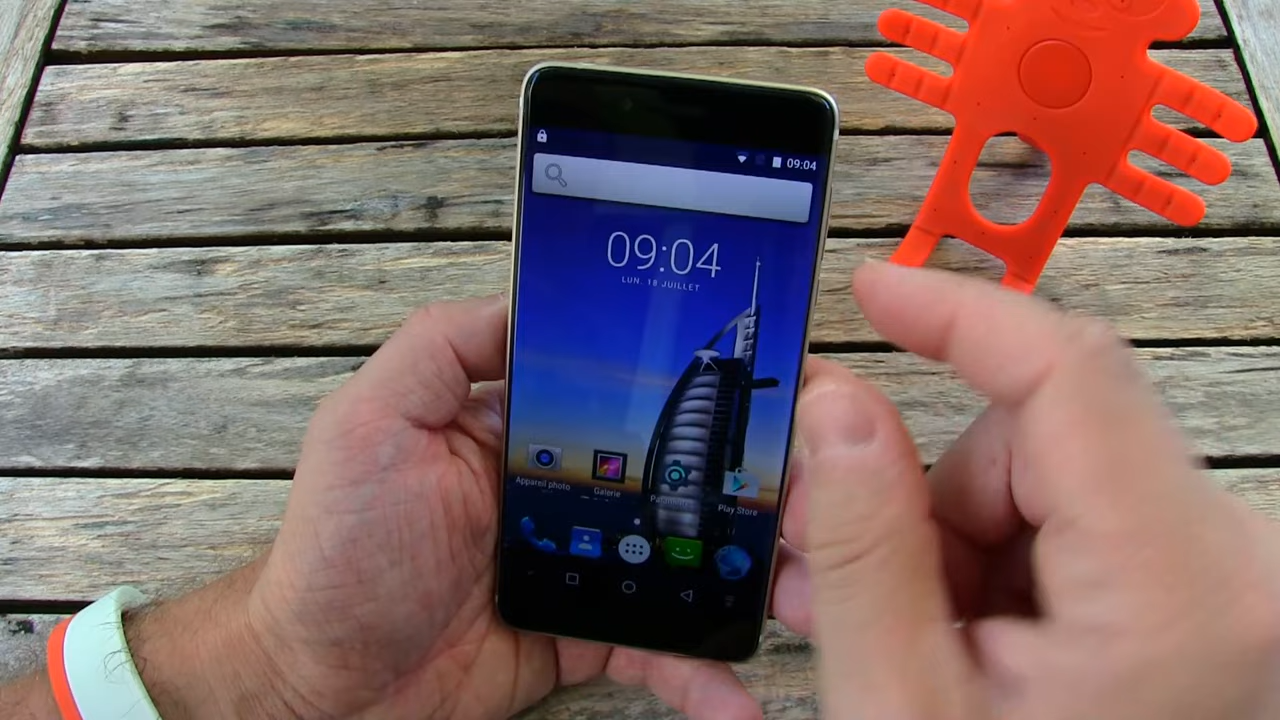 09:04
09:04
LUN. 18 JUILLET
Appareil photo
Galerie
Paramètres
Play Store